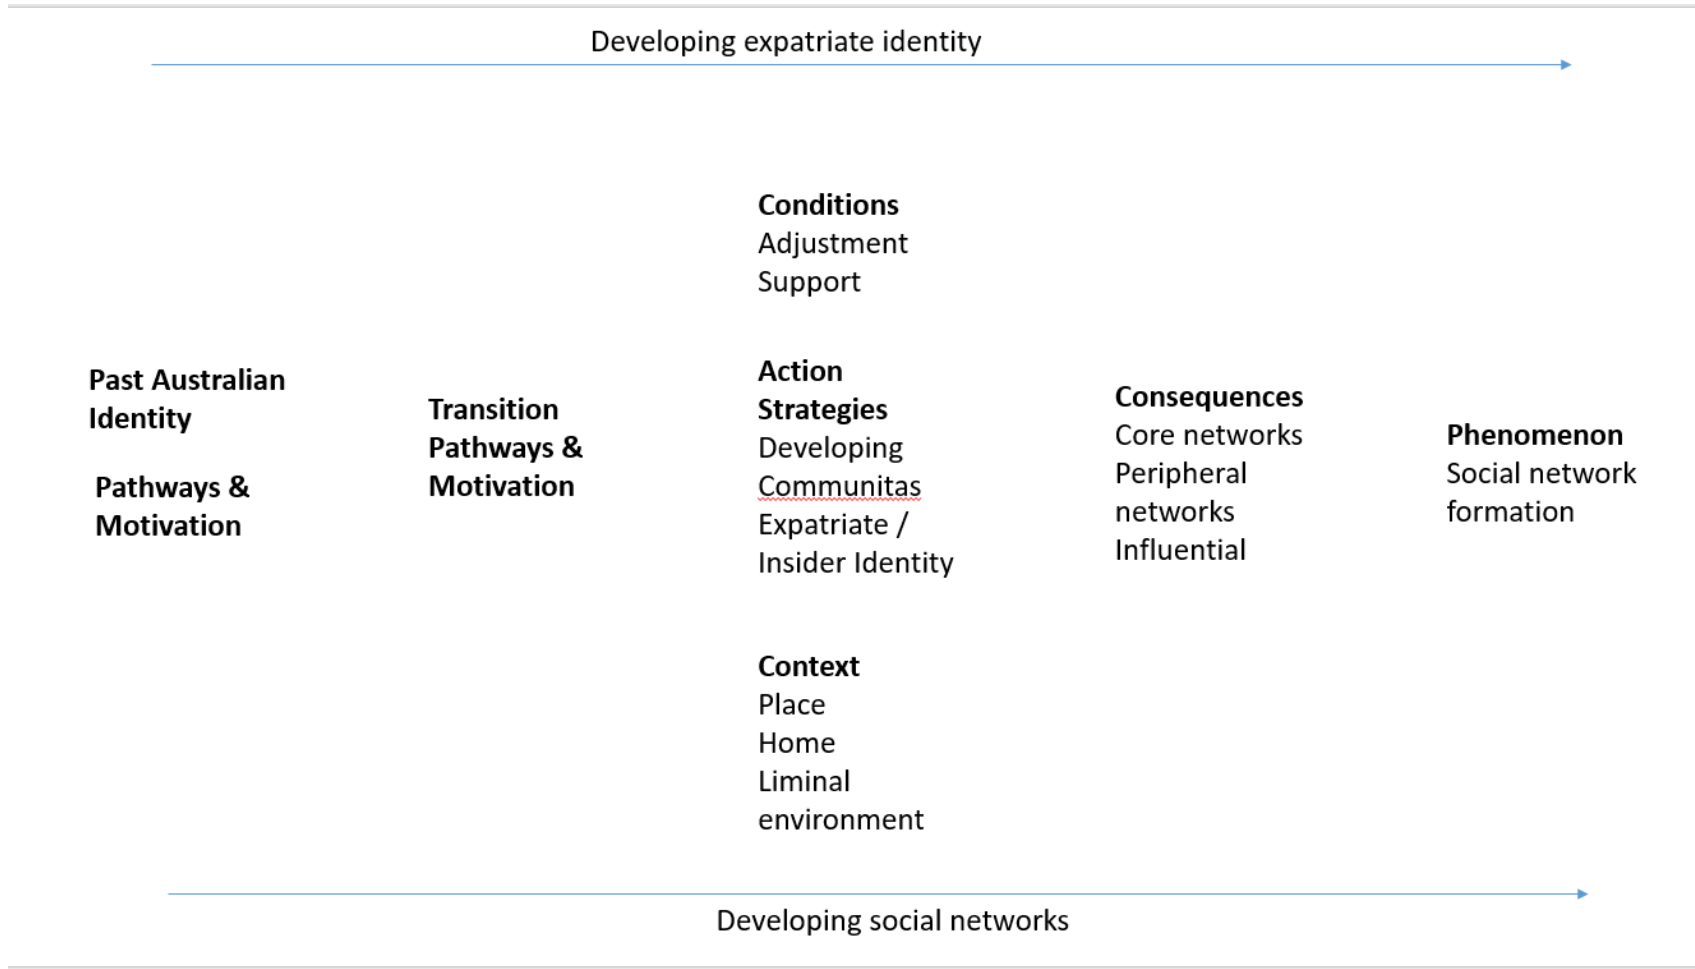 Developing expatriate identity
Past Australian
Identity
Pathways &
Motivation
Transition
Pathways &
Motivation
Conditions
Adjustment
Support
Action
Strategies
Developing
Communitas
Expatriate /
Insider Identity
Context
Place
Home
Liminal
environment
Consequences
Core networks
Peripheral
networks
Influential
Phenomenon
Social network
formation
Developing social networks